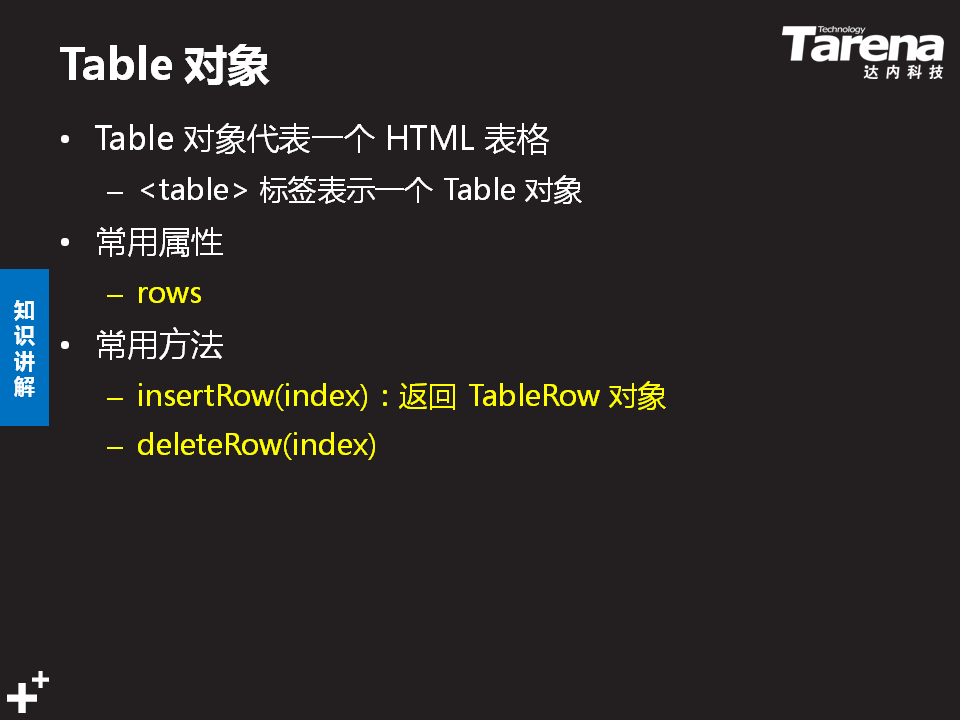 Table 对象
Technology
Tarena
达内科技
• Table 对象代表一个 HTML 表格
– <table> 标签表示一个 Table 对象
• 常用属性
– rows
• 常用方法
– insertRow(index)：返回 TableRow 对象
– deleteRow(index)
知识讲解